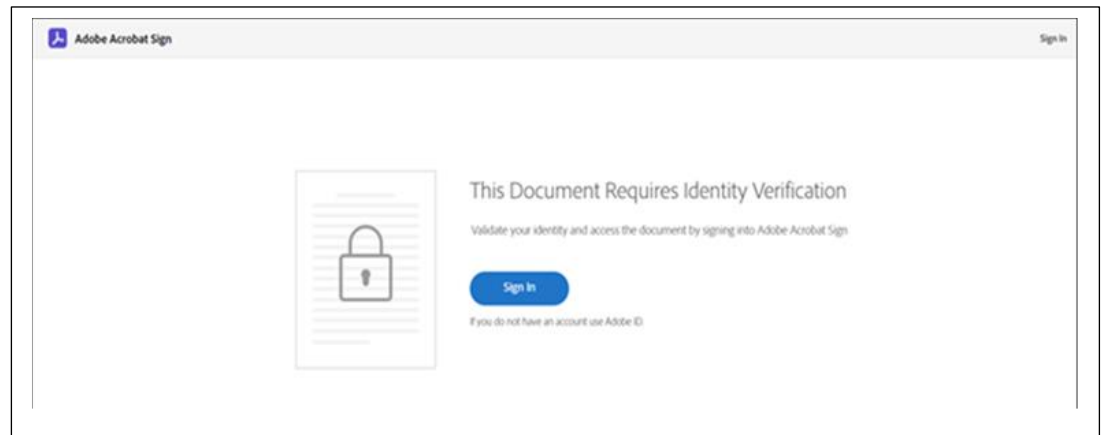 Adobe Acrobat Sign
Sign In
This Document Requires Identity Verification
Validate your identity and access the document by signing into Adobe Acrobat Sign
Sign In
If you do not have an account use Adobe ID.